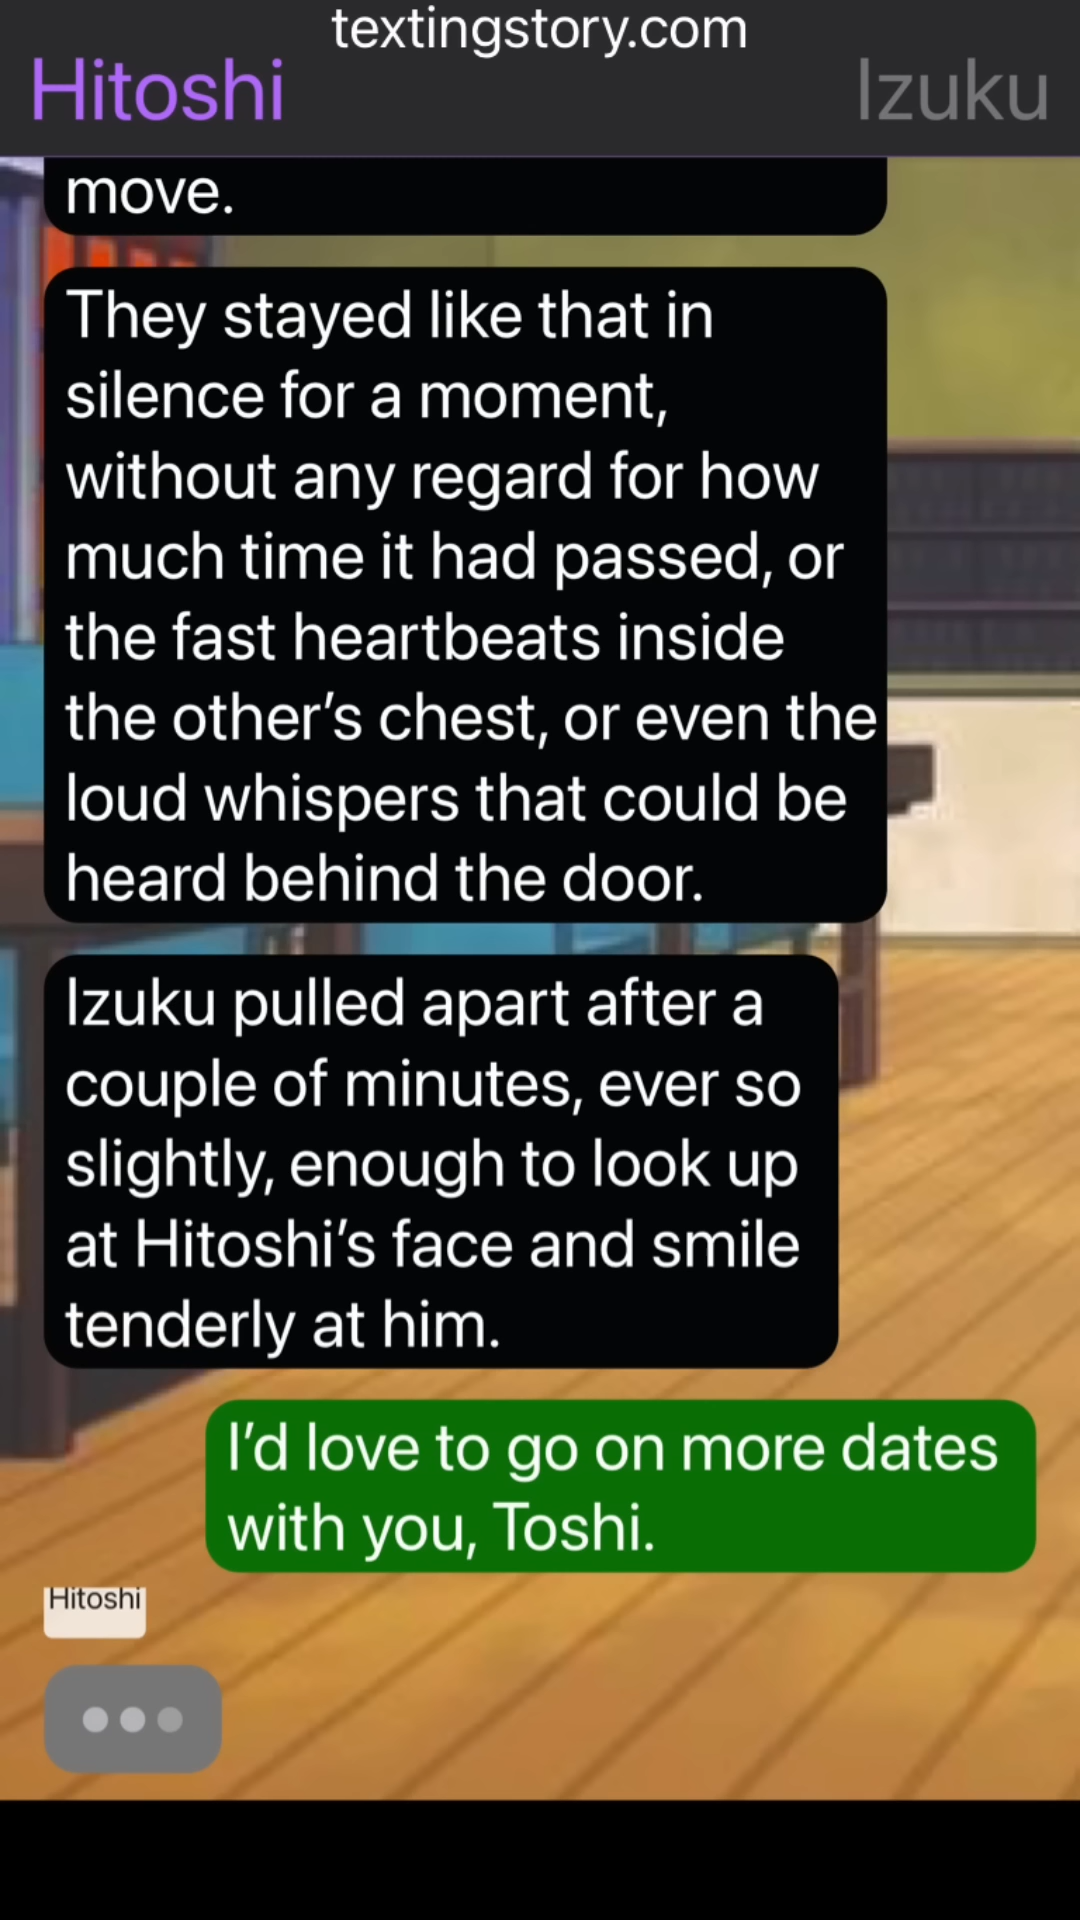 textingstory.com
Hitoshi
Izuku
move.
They stayed like that in
silence for a moment,
without any regard for how
much time it had passed, or
the fast heartbeats inside
the other’s chest, or even the
loud whispers that could be
heard behind the door.
Izuku pulled apart after a
couple of minutes, ever so
slightly, enough to look up
at Hitoshi’s face and smile
tenderly at him.
I’d love to go on more dates
with you, Toshi.
Hitoshi